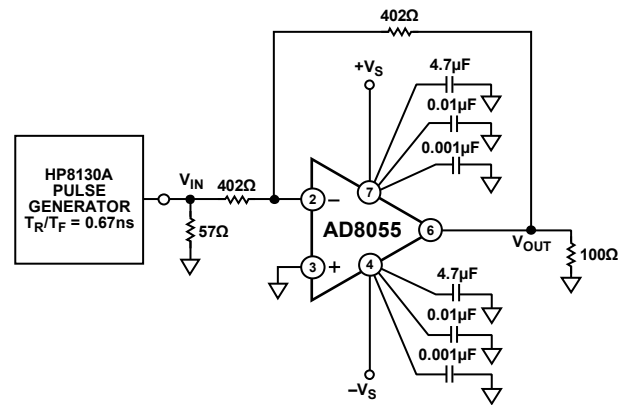 402Ω
+VS
4.7µF
0.01µF
0.001µF
HP8130A
PULSE
GENERATOR
TR/TF = 0.67ns
VIN
402Ω
57Ω
2
−
7
AD8055
6
VOUT
100Ω
3
+
4
4.7µF
0.01µF
0.001µF
−VS